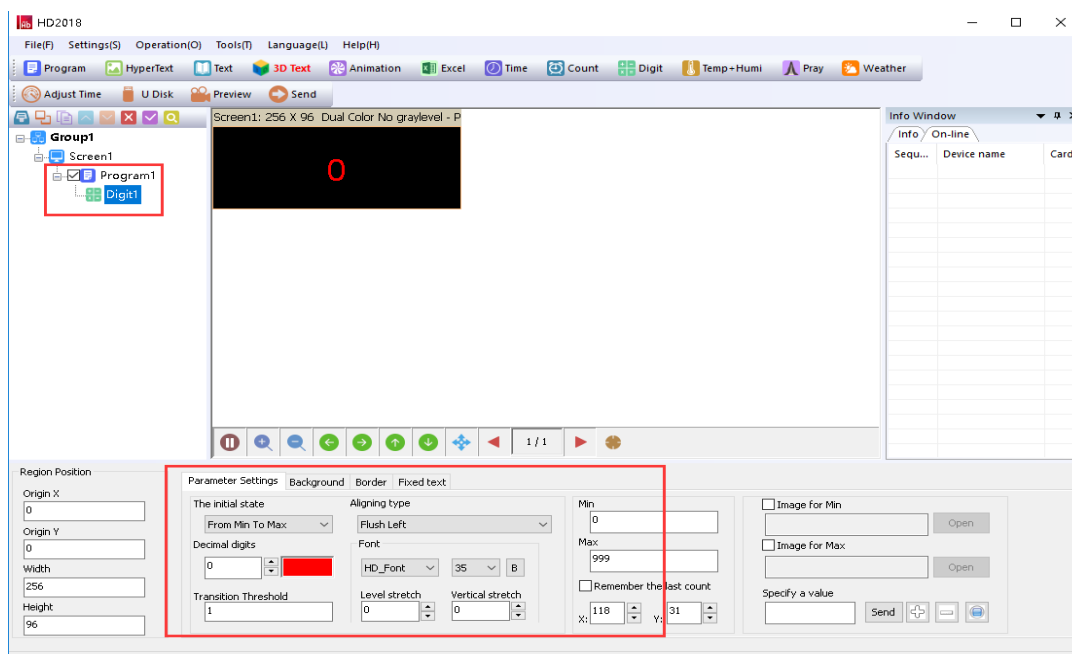 HD2018
File(F) Settings(S) Operation(O) Tools(T) Language(L) Help(H)
Program HyperText Text 3D Text Animation Excel Time Count Digit Temp+Humi Pray Weather
Adjust Time U Disk Preview Send
Screen1: 256 X 96 Dual Color No graylevel - P
Info Window
Info On-line
Sequ... Device name Card
Group1
Screen1
Program1
Digit1
0
1/1
Region Position
Origin X
0
Origin Y
0
Width
256
Height
96
Parameter Settings Background Border Fixed text
The initial state
From Min To Max
Decimal digits
0
Transition Threshold
1
Aligning type
Flush Left
Font
HD_Font 35 B
Level stretch Vertical stretch
0 0
Min
0
Max
999
Remember the last count
X: 118 Y: 31
Image for Min
Open
Image for Max
Open
Specify a value
Send